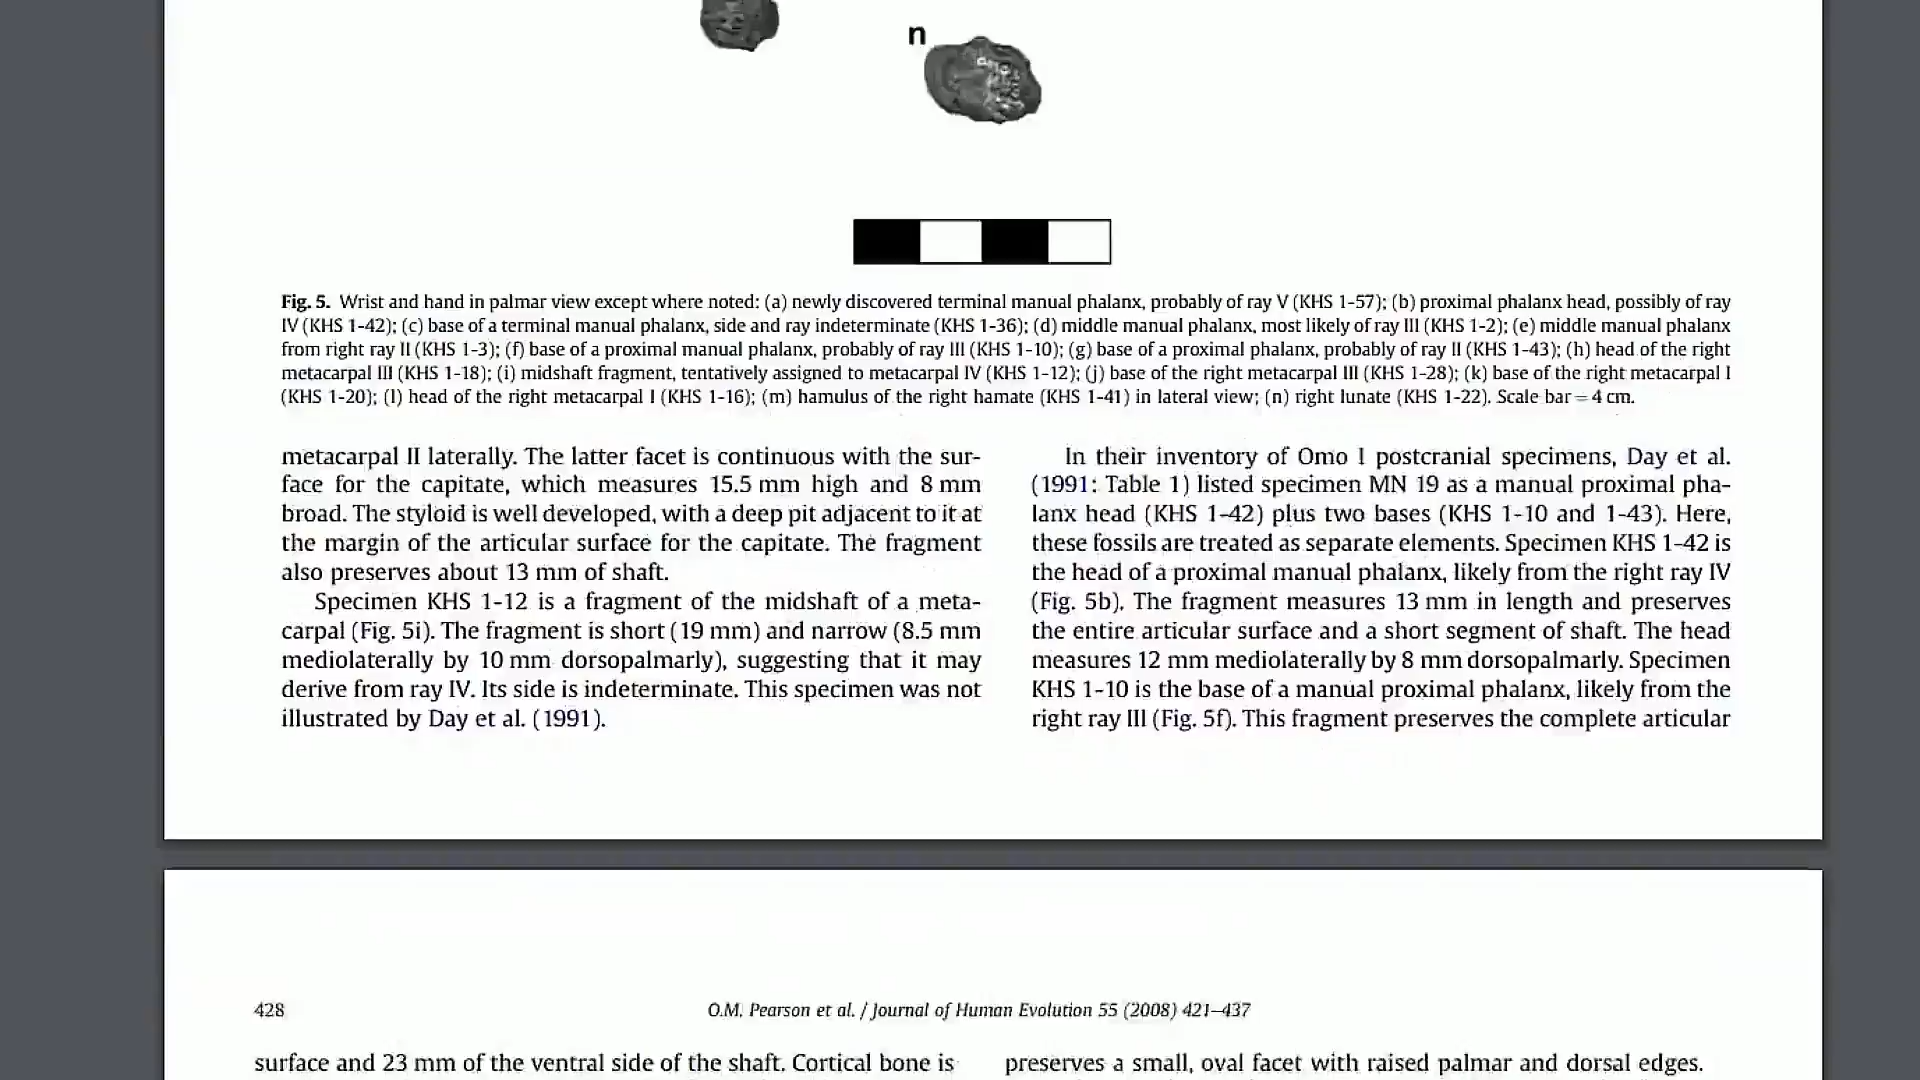 n
Fig. 5. Wrist and hand in palmar view except where noted: (a) newly discovered terminal manual phalanx, probably of ray V (KHS 1-57); (b) proximal phalanx head, possibly of ray
IV (KHS 1-42); (c) base of a terminal manual phalanx, side and ray indeterminate (KHS 1-36); (d) middle manual phalanx, most likely of ray III (KHS 1-2); (e) middle manual phalanx
from right ray II (KHS 1-3); (f) base of a proximal manual phalanx, probably of ray III (KHS 1-10); (g) base of a proximal phalanx, probably of ray II (KHS 1-43); (h) head of the right
metacarpal III (KHS 1-18); (i) midshaft fragment, tentatively assigned to metacarpal IV (KHS 1-12); (j) base of the right metacarpal III (KHS 1-28); (k) base of the right metacarpal I
(KHS 1-20); (l) head of the right metacarpal I (KHS 1-16); (m) hamulus of the right hamate (KHS 1-41) in lateral view; (n) right lunate (KHS 1-22). Scale bar = 4 cm.
metacarpal II laterally. The latter facet is continuous with the sur-
face for the capitate, which measures 15.5 mm high and 8 mm
broad. The styloid is well developed, with a deep pit adjacent to it at
the margin of the articular surface for the capitate. The fragment
also preserves about 13 mm of shaft.
Specimen KHS 1-12 is a fragment of the midshaft of a meta-
carpal (Fig. 5i). The fragment is short (19 mm) and narrow (8.5 mm
mediolaterally by 10 mm dorsopalmarly), suggesting that it may
derive from ray IV. Its side is indeterminate. This specimen was not
illustrated by Day et al. (1991).
In their inventory of Omo I postcranial specimens, Day et al.
(1991: Table 1) listed specimen MN 19 as a manual proximal pha-
lanx head (KHS 1-42) plus two bases (KHS 1-10 and 1-43). Here,
these fossils are treated as separate elements. Specimen KHS 1-42 is
the head of a proximal manual phalanx, likely from the right ray IV
(Fig. 5b). The fragment measures 13 mm in length and preserves
the entire articular surface and a short segment of shaft. The head
measures 12 mm mediolaterally by 8 mm dorsopalmarly. Specimen
KHS 1-10 is the base of a manual proximal phalanx, likely from the
right ray III (Fig. 5f). This fragment preserves the complete articular
428
O.M. Pearson et al. / Journal of Human Evolution 55 (2008) 421–437
surface and 23 mm of the ventral side of the shaft. Cortical bone is
preserves a small, oval facet with raised palmar and dorsal edges.